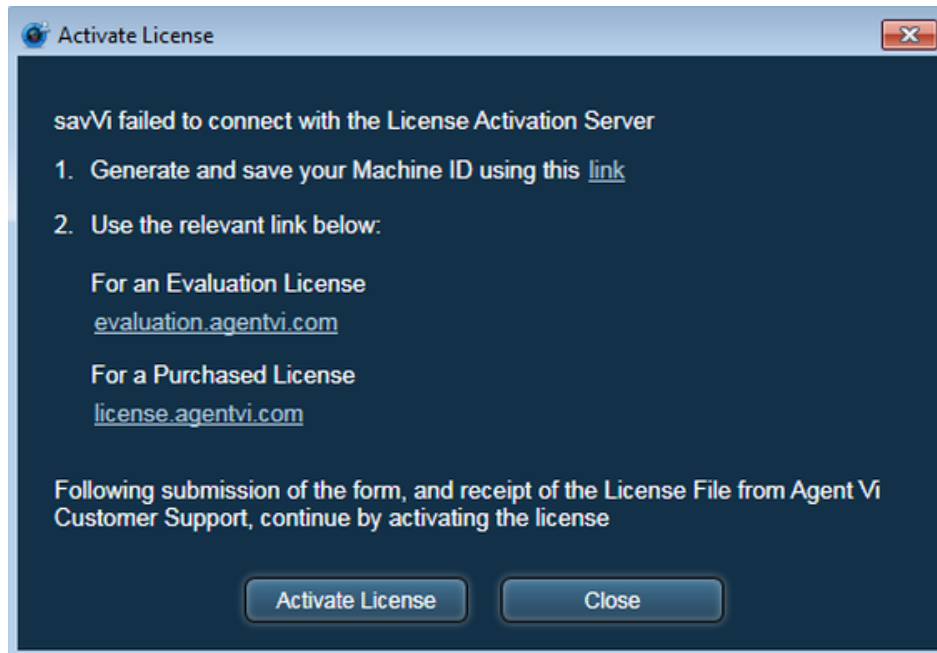 Activate License
savVi failed to connect with the License Activation Server
1. Generate and save your Machine ID using this link
2. Use the relevant link below:
For an Evaluation License
evaluation.agentvi.com
For a Purchased License
license.agentvi.com
Following submission of the form, and receipt of the License File from Agent Vi
Customer Support, continue by activating the license
Activate License Close